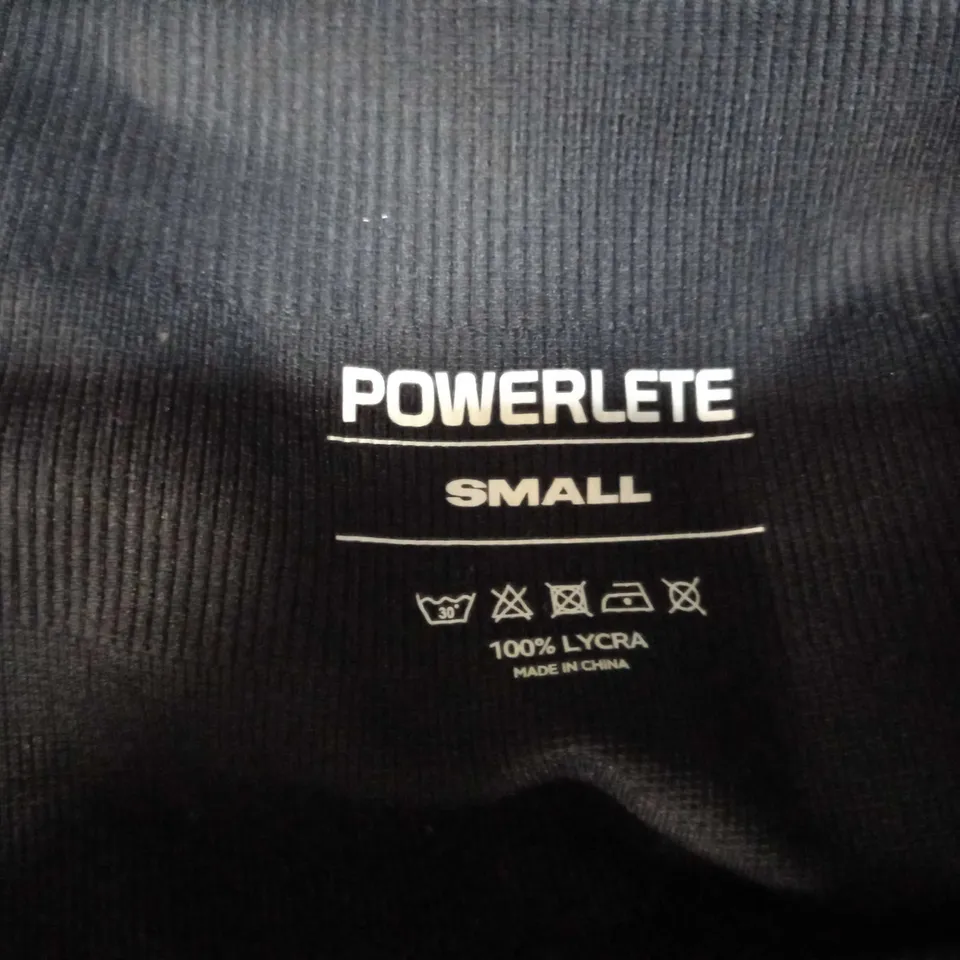 POWERLETE
SMALL
30°
100% LYCRA
MADE IN CHINA